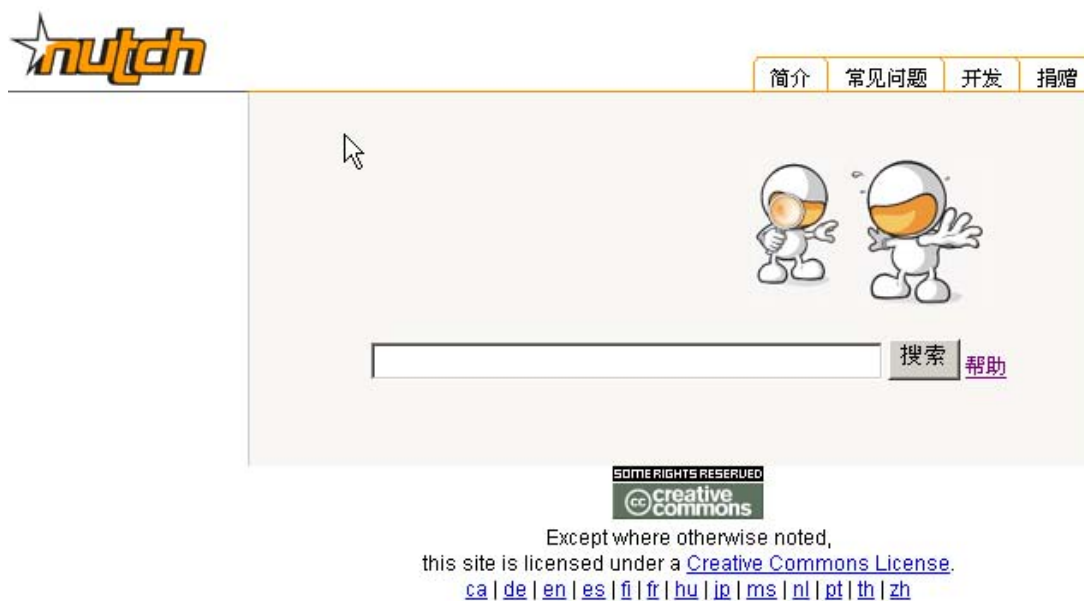 nutch
简介 常见问题 开发 捐赠
搜索 帮助
SOME RIGHTS RESERVED
cc creative commons
Except where otherwise noted,
this site is licensed under a Creative Commons License.
ca | de | en | es | fi | fr | hu | jp | ms | nl | pt | th | zh